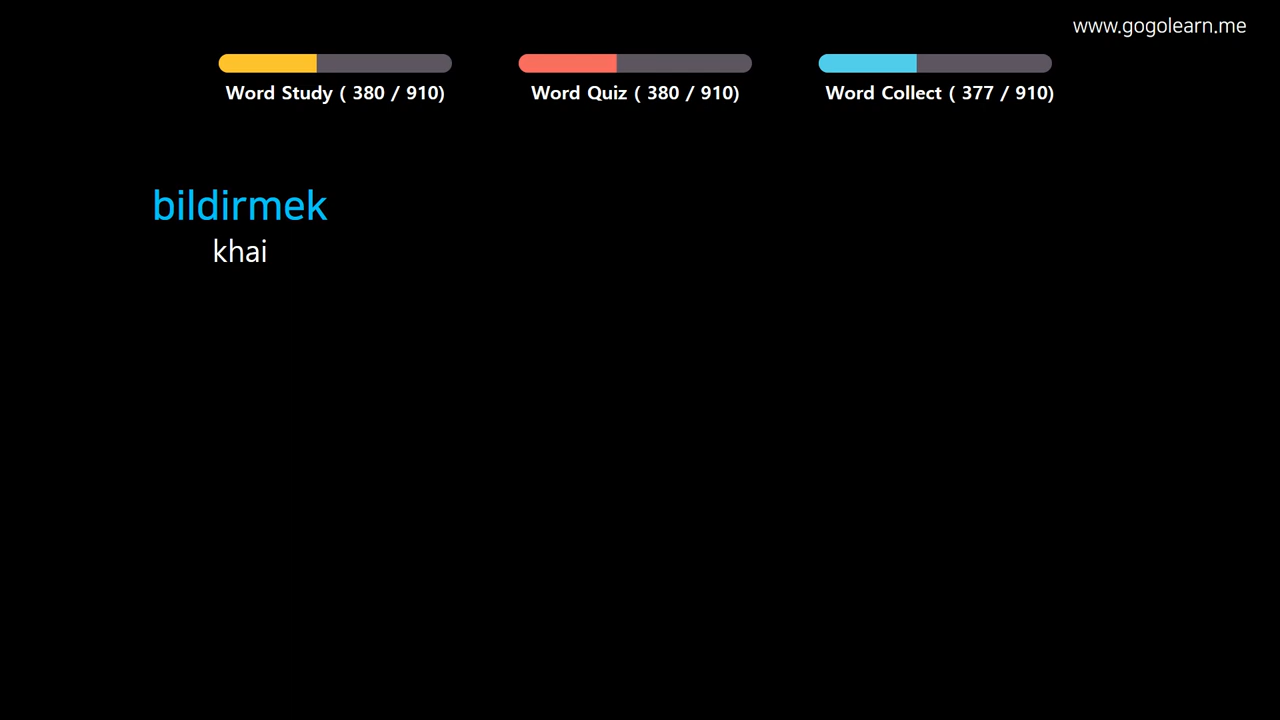 www.gogolearn.me
Word Study ( 380 / 910)
Word Quiz ( 380 / 910)
Word Collect ( 377 / 910)
bildirmek
khai